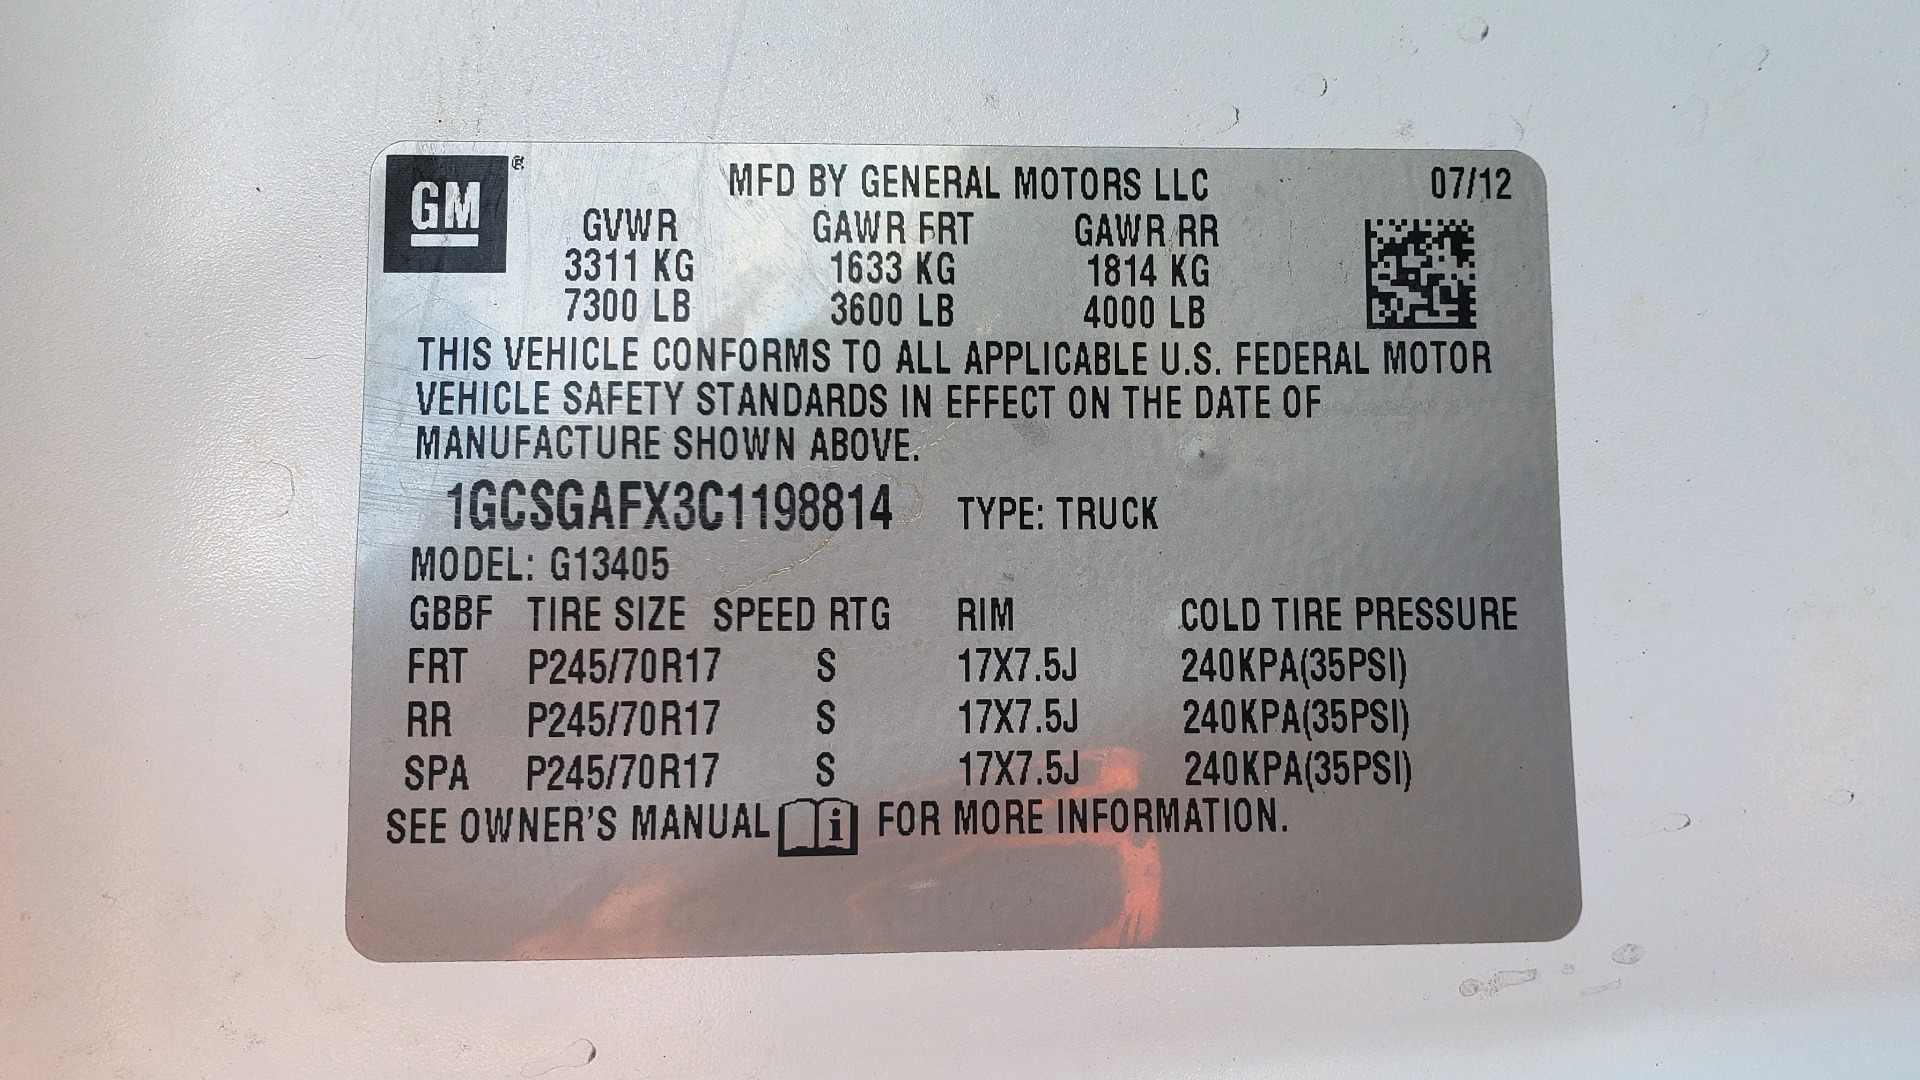 GM ®
MFD BY GENERAL MOTORS LLC 07/12
GVWR GAWR FRT GAWR RR
3311 KG 1633 KG 1814 KG
7300 LB 3600 LB 4000 LB
THIS VEHICLE CONFORMS TO ALL APPLICABLE U.S. FEDERAL MOTOR
VEHICLE SAFETY STANDARDS IN EFFECT ON THE DATE OF
MANUFACTURE SHOWN ABOVE.
1GCSGAFX3C1198814 TYPE: TRUCK
MODEL: G13405
GBBF TIRE SIZE SPEED RTG RIM COLD TIRE PRESSURE
FRT P245/70R17 S 17X7.5J 240KPA(35PSI)
RR P245/70R17 S 17X7.5J 240KPA(35PSI)
SPA P245/70R17 S 17X7.5J 240KPA(35PSI)
SEE OWNER'S MANUAL i FOR MORE INFORMATION.